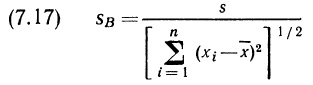 (7.17) s_B = s / [ Σ_{i=1}^{n} (x_i − x̄)² ]^{1/2}